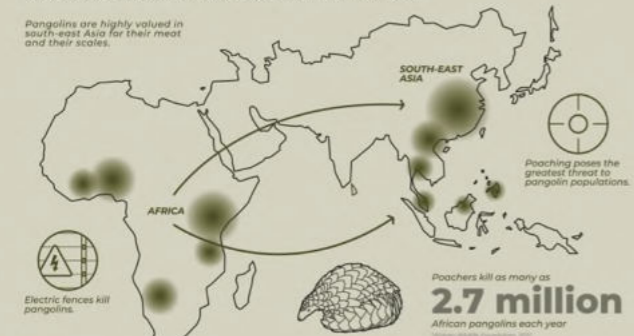 Pangolins are highly valued in
south-east Asia for their meat
and their scales.
SOUTH-EAST
ASIA
Poaching poses the
greatest threat to
pangolin populations.
AFRICA
Electric fences kill
pangolins.
Poachers kill as many as
2.7 million
African pangolins each year